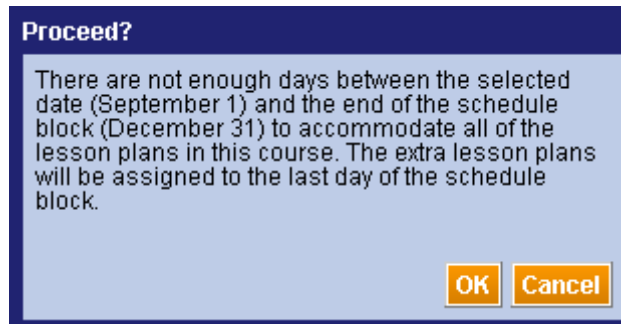 Proceed?
There are not enough days between the selected
date (September 1) and the end of the schedule
block (December 31) to accommodate all of the
lesson plans in this course. The extra lesson plans
will be assigned to the last day of the schedule
block.
OK Cancel